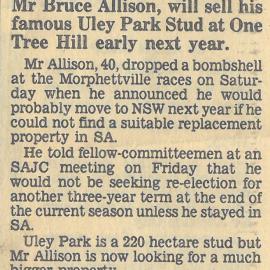 Mr Bruce Allison, will sell his
famous Uley Park Stud at One
Tree Hill early next year.
Mr Allison, 40, dropped a bombshell
at the Morphettville races on Satur-
day when he announced he would
probably move to NSW next year if he
could not find a suitable replacement
property in SA.
He told fellow-committeemen at an
SAJC meeting on Friday that he
would not be seeking re-election for
another three-year term at the end of
the current season unless he stayed in
SA.
Uley Park is a 220 hectare stud but
Mr Allison is now looking for a much
bigger property.